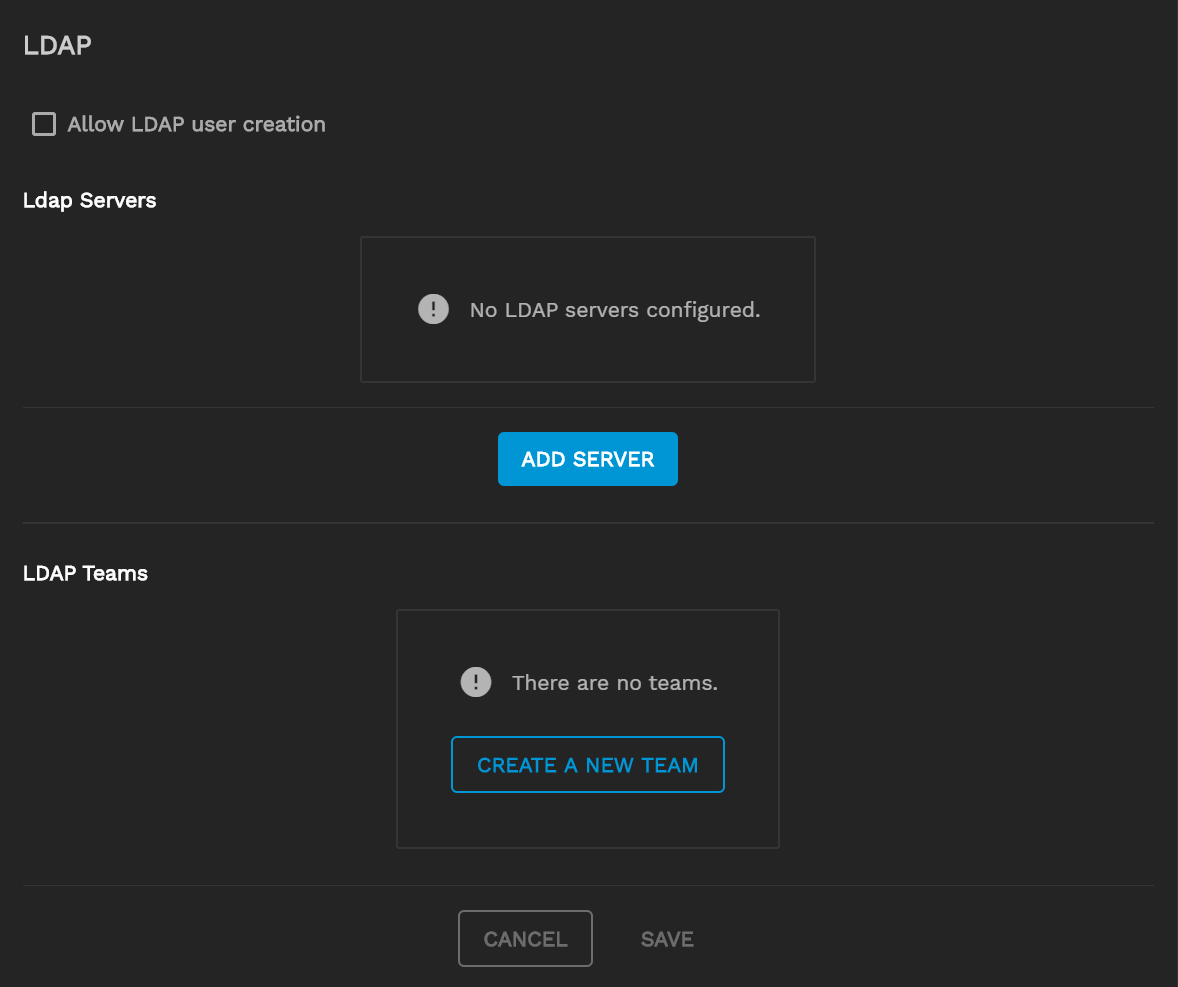 LDAP
Allow LDAP user creation
Ldap Servers
No LDAP servers configured.
ADD SERVER
LDAP Teams
There are no teams.
CREATE A NEW TEAM
CANCEL SAVE